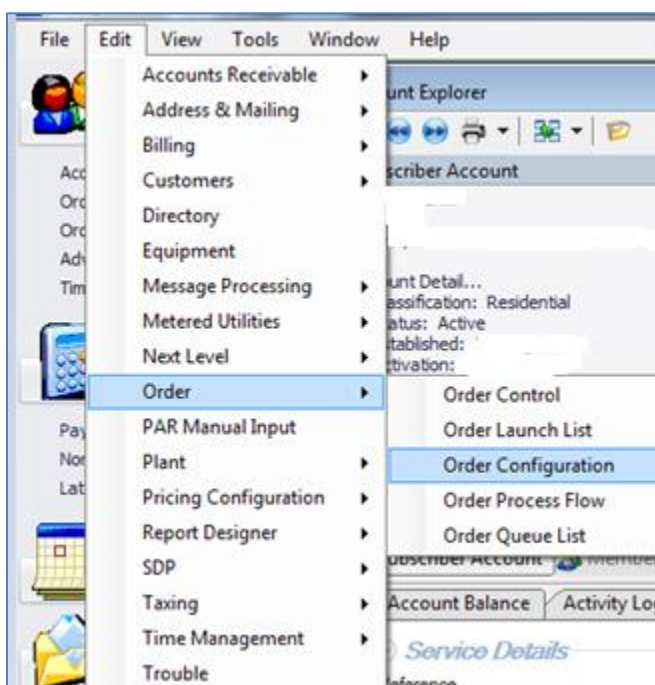 File Edit View Tools Window Help
Accounts Receivable
Address & Mailing
Billing
Customers
Directory
Equipment
Message Processing
Metered Utilities
Next Level
Order
PAR Manual Input
Plant
Pricing Configuration
Report Designer
SDP
Taxing
Time Management
Trouble
Order Control
Order Launch List
Order Configuration
Order Process Flow
Order Queue List
unt Explorer
scriber Account
unt Detail...
assification: Residential
atus: Active
tablished:
tivation:
Acc
Orc
Orc
Adv
Tim
Pay
Nor
Lat
ubscriber Account Member
Account Balance Activity Lo
Service Details